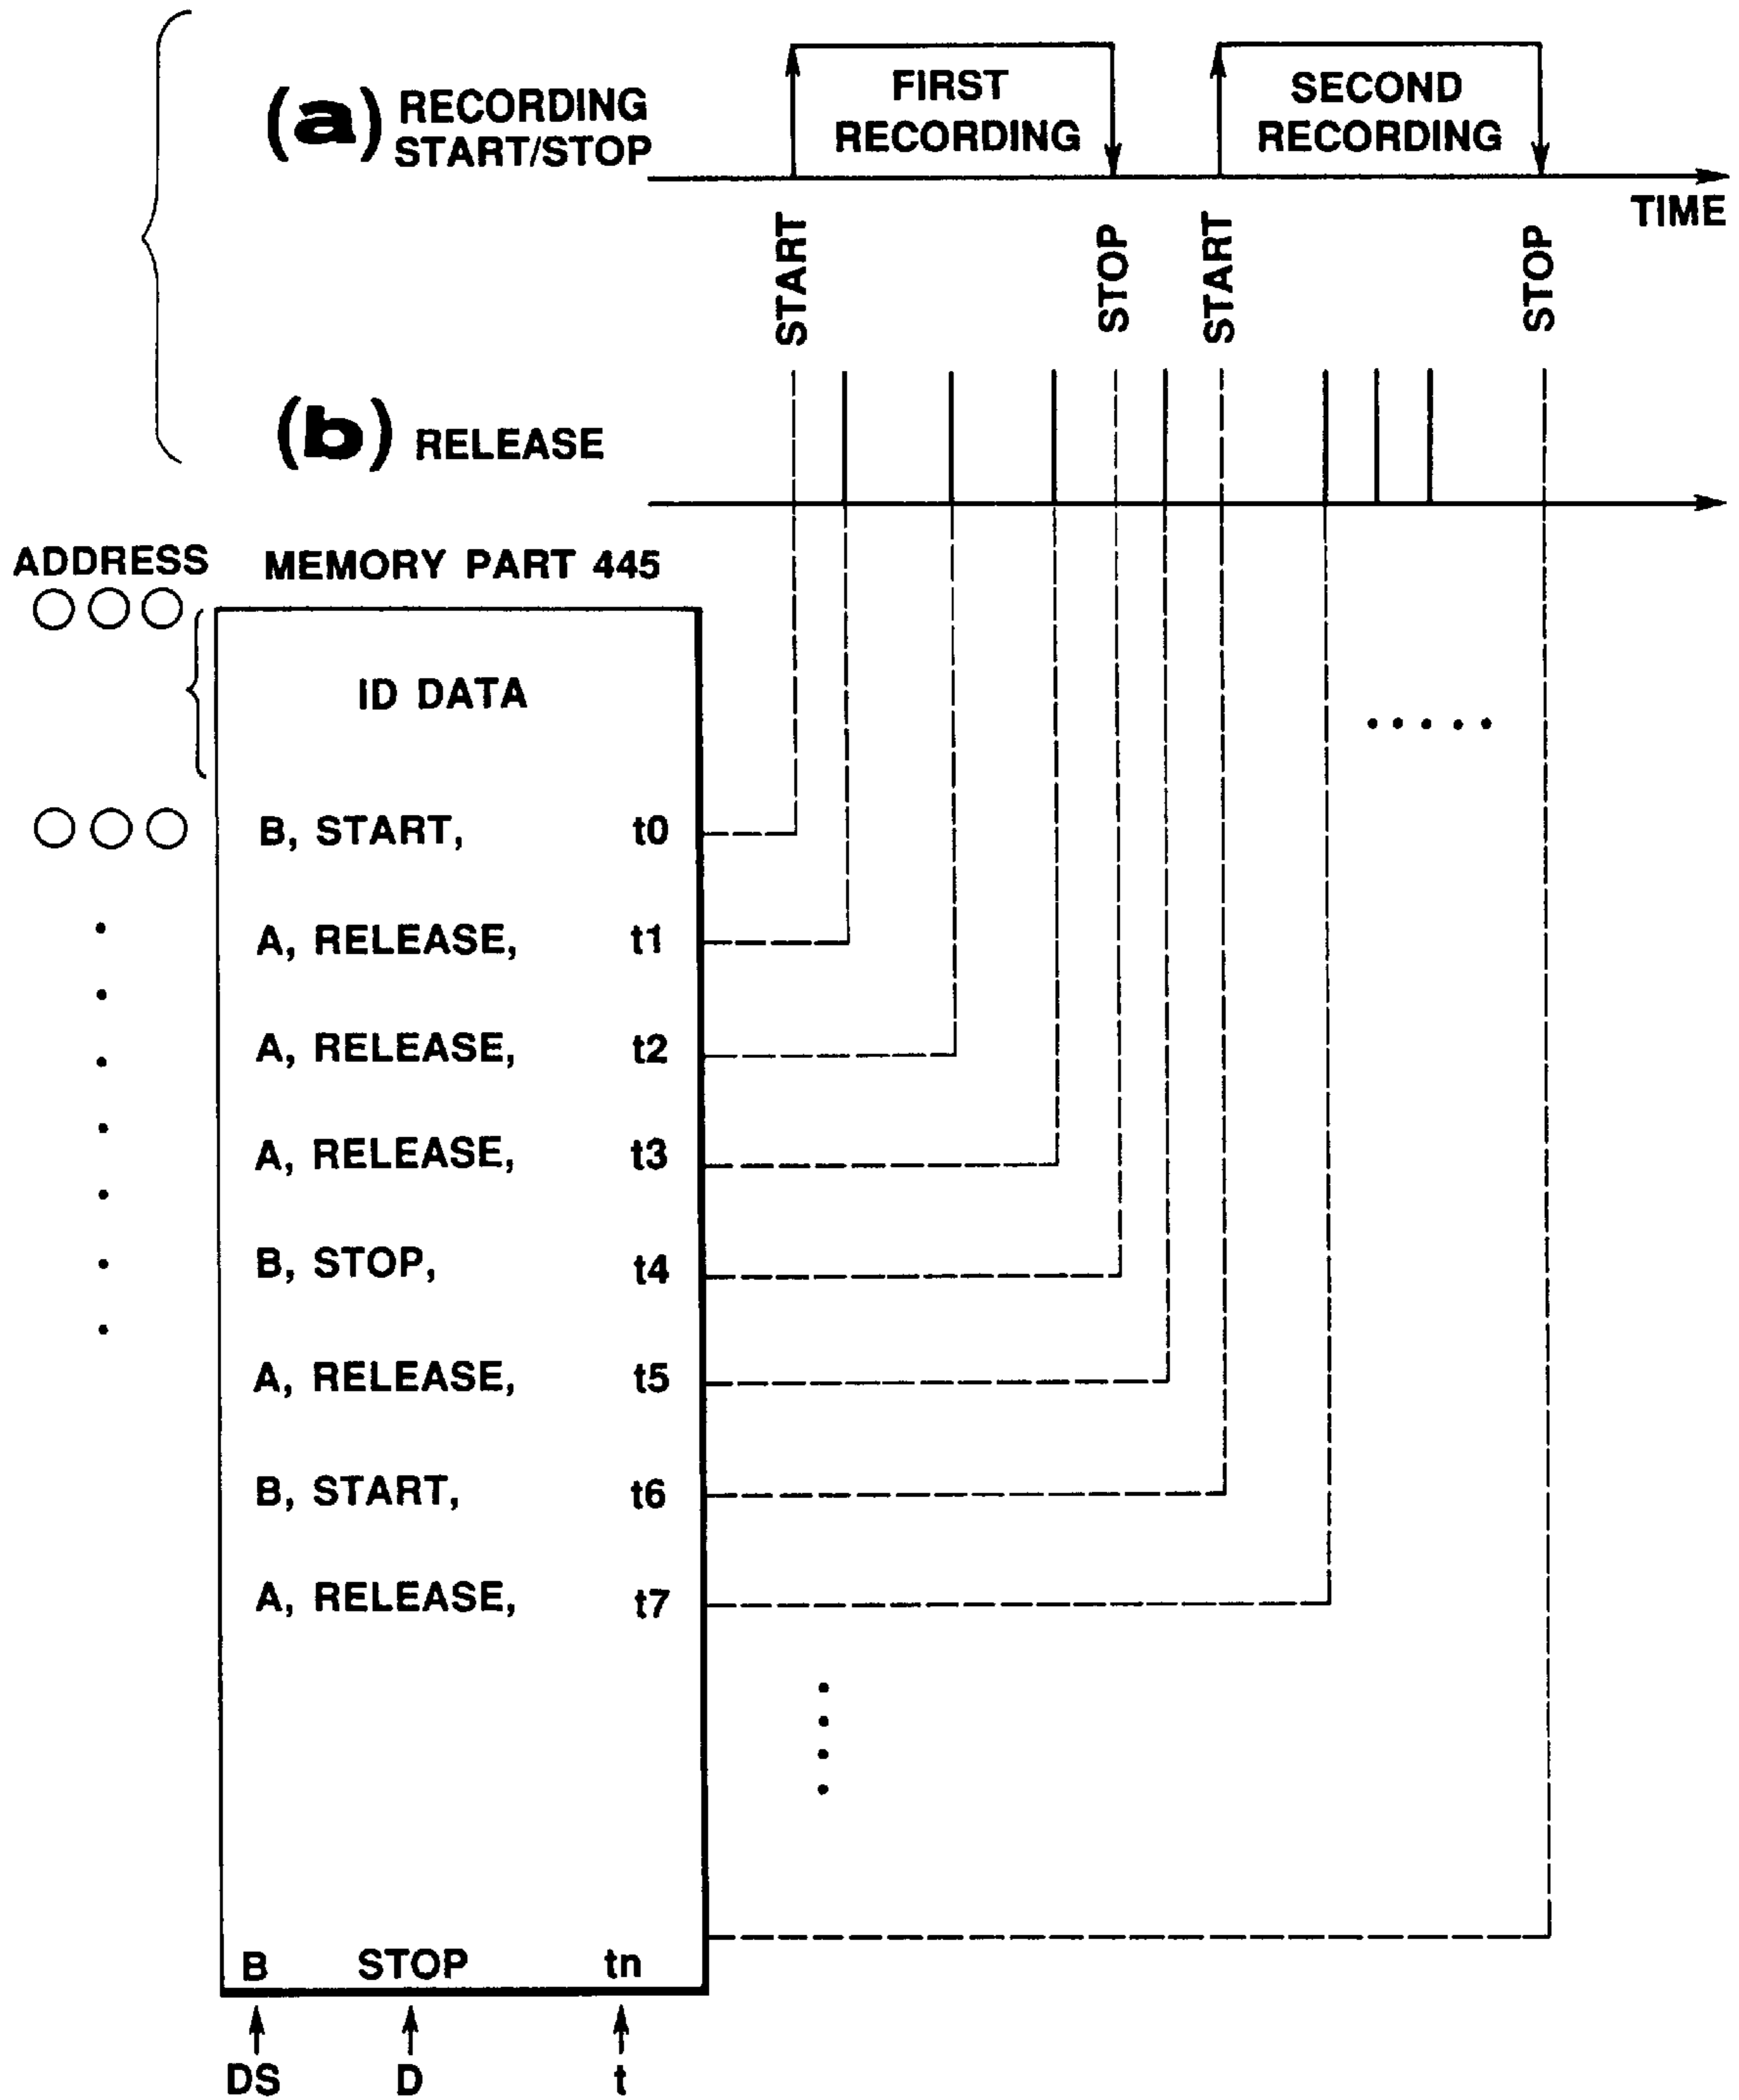 (a) RECORDING
START/STOP
FIRST
RECORDING
SECOND
RECORDING
TIME
START
STOP
START
STOP
(b) RELEASE
ADDRESS
MEMORY PART 445
○○○
ID DATA
○○○
B, START, t0
A, RELEASE, t1
A, RELEASE, t2
A, RELEASE, t3
B, STOP, t4
A, RELEASE, t5
B, START, t6
A, RELEASE, t7
B STOP tn
DS D t